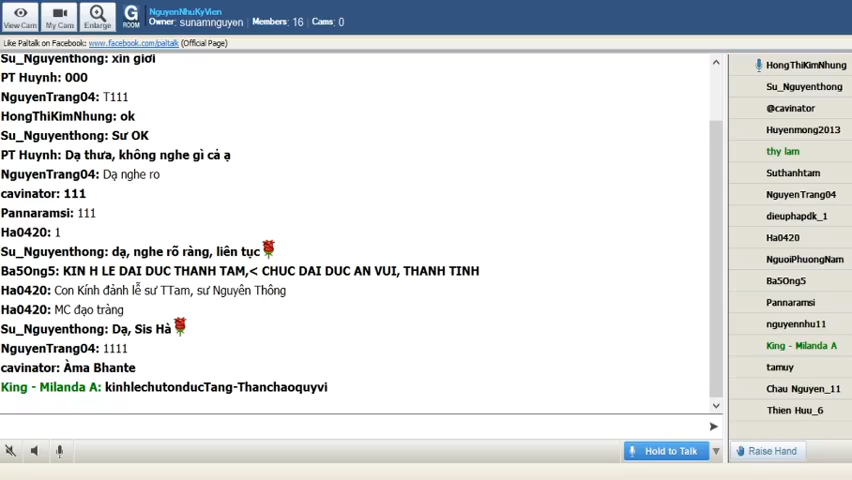 View Cam
My Cam
Enlarge
G ROOM
NguyenNhuKyVien
Owner: sunamnguyen Members: 16 Cams: 0
Like Paltalk on Facebook: www.facebook.com/paltalk (Official Page)
Su_Nguyenthong: xin giơi
PT Huynh: 000
NguyenTrang04: T111
HongThiKimNhung: ok
Su_Nguyenthong: Sư OK
PT Huynh: Dạ thưa, không nghe gì cả ạ
NguyenTrang04: Dạ nghe ro
cavinator: 111
Pannaramsi: 111
Ha0420: 1
Su_Nguyenthong: dạ, nghe rõ ràng, liên tục
Ba5Ong5: KIN H LE DAI DUC THANH TAM,< CHUC DAI DUC AN VUI, THANH TINH
Ha0420: Con Kính đảnh lễ sư TTam, sư Nguyên Thông
Ha0420: MC đạo tràng
Su_Nguyenthong: Dạ, Sis Hà
NguyenTrang04: 1111
cavinator: Àma Bhante
King - Milanda A: kinhlechutonducTang-Thanchaoquyvi
Hold to Talk
HongThiKimNhung
Su_Nguyenthong
@cavinator
Huyenmong2013
thy lam
Suthanhtam
NguyenTrang04
dieuphapdk_1
Ha0420
NguoiPhuongNam
Ba5Ong5
Pannaramsi
nguyennhu11
King - Milanda A
tamuy
Chau Nguyen_11
Thien Huu_6
Raise Hand